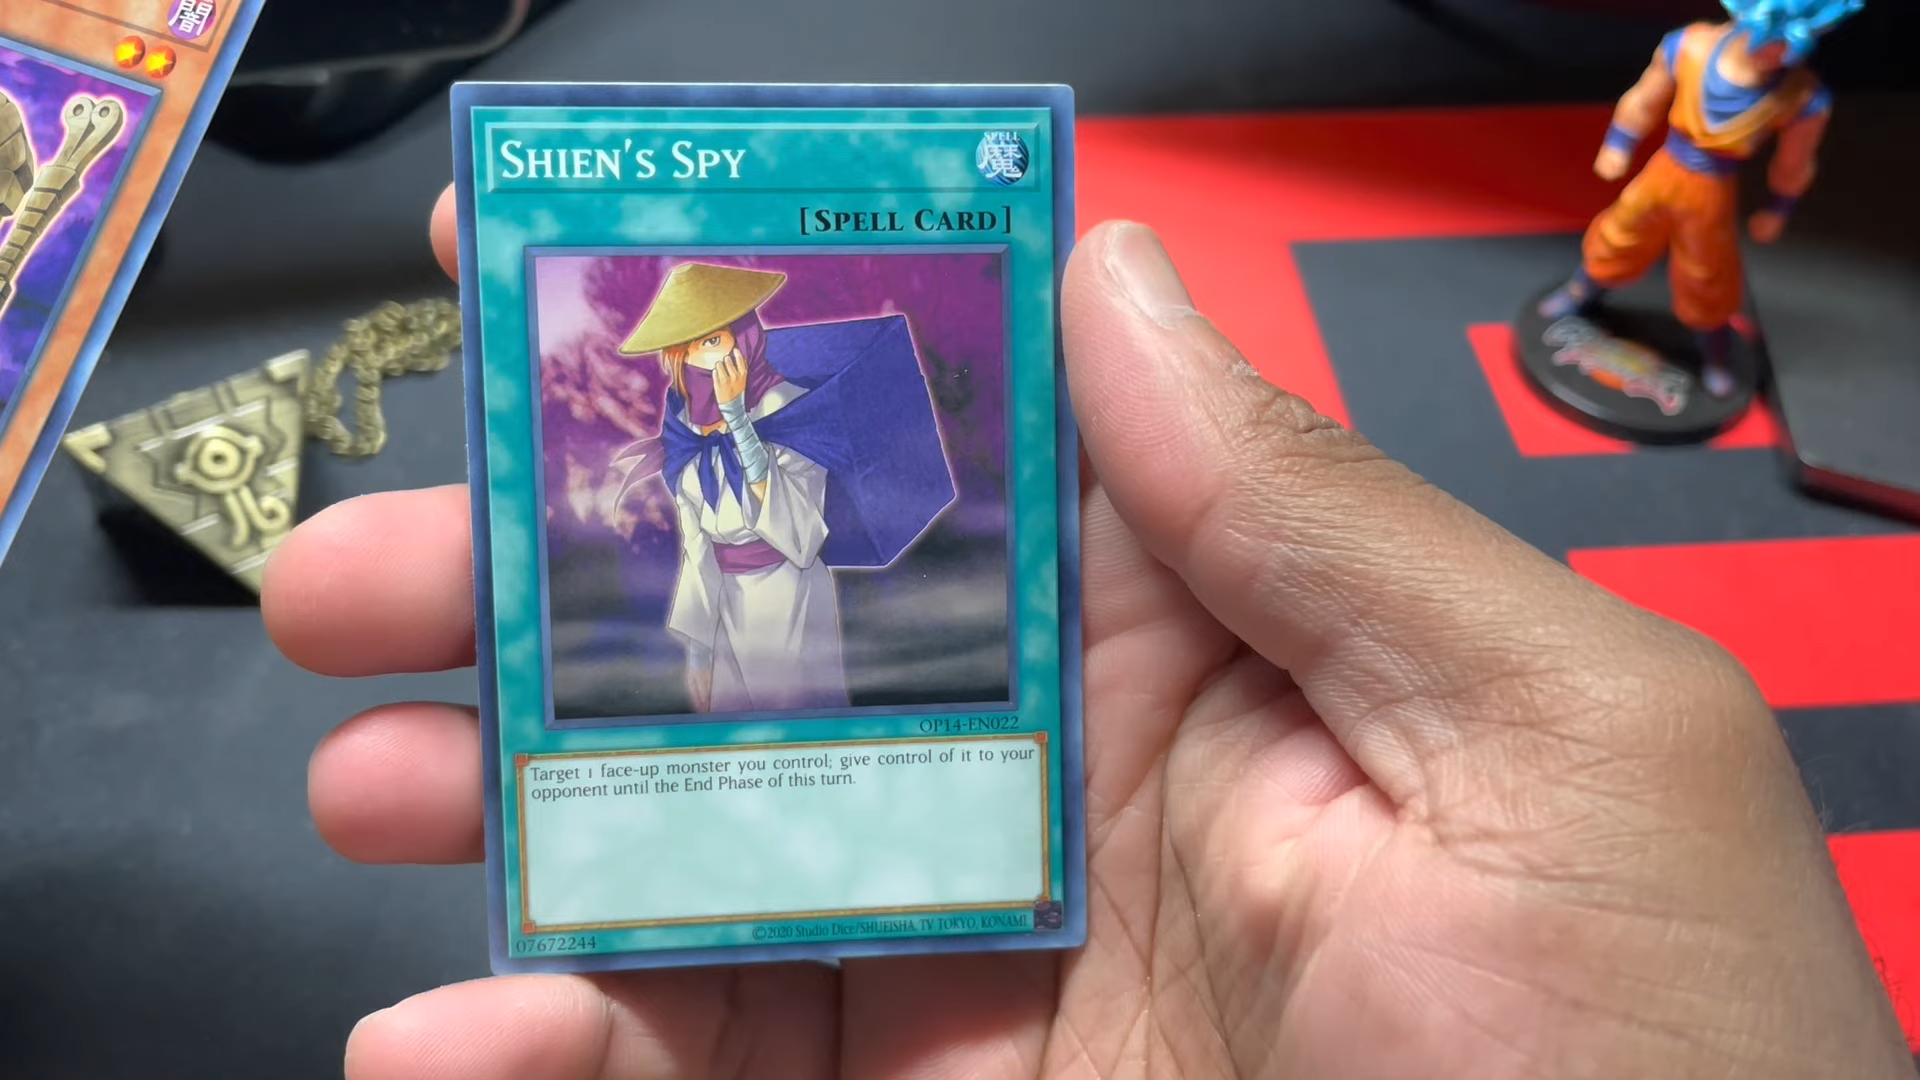 闇
SHIEN'S SPY
SPELL
魔
[SPELL CARD]
OP14-EN022
Target 1 face-up monster you control; give control of it to your
opponent until the End Phase of this turn.
07672244
©2020 Studio Dice/SHUEISHA, TV TOKYO, KONAMI